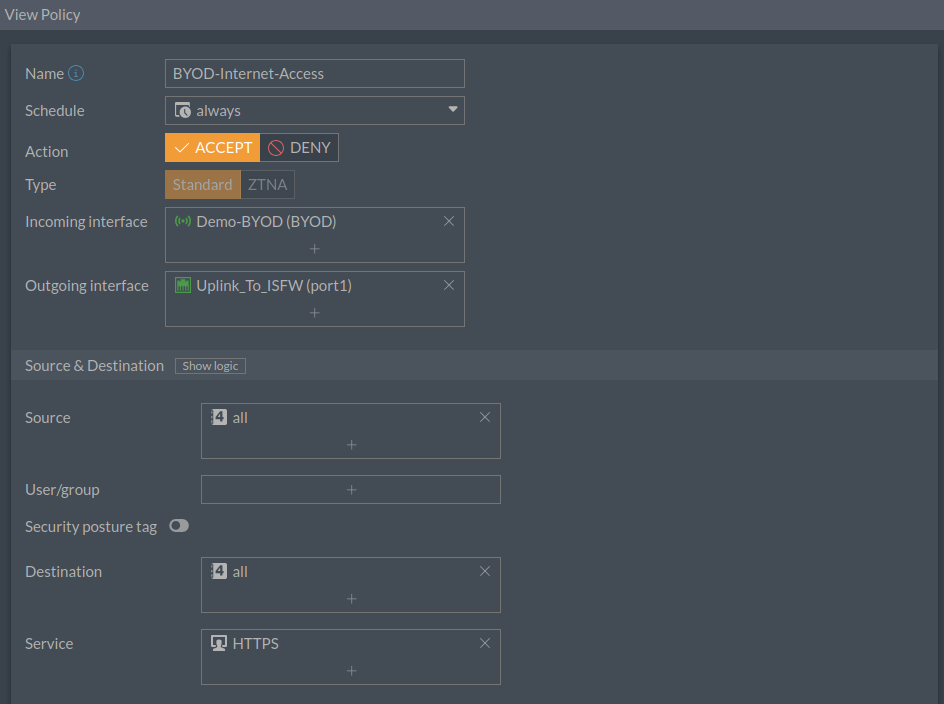 View Policy
Name
BYOD-Internet-Access
Schedule
always
Action
ACCEPT
DENY
Type
Standard
ZTNA
Incoming interface
Demo-BYOD (BYOD)
Outgoing interface
Uplink_To_ISFW (port1)
Source & Destination
Show logic
Source
4 all
User/group
Security posture tag
Destination
4 all
Service
HTTPS